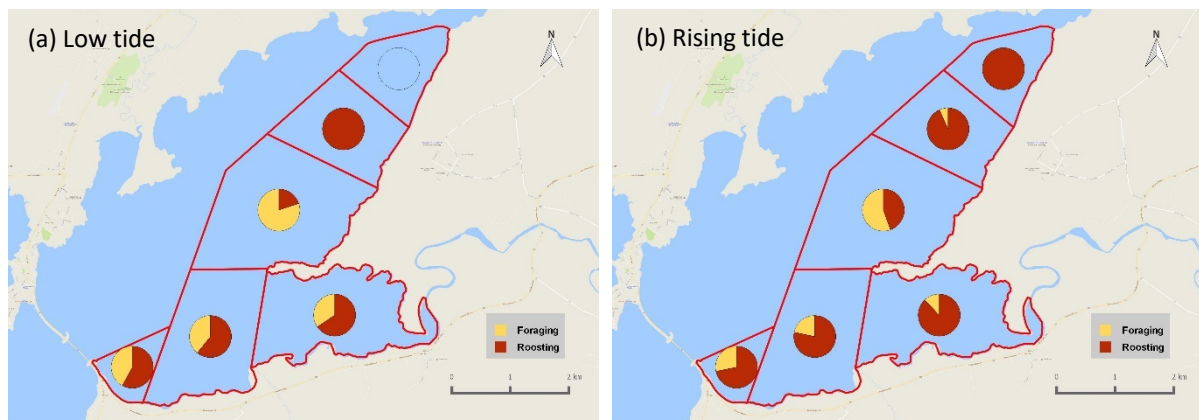 (a) Low tide
N
Foraging
Roosting
0 1 2 km
(b) Rising tide
N
Foraging
Roosting
0 1 2 km